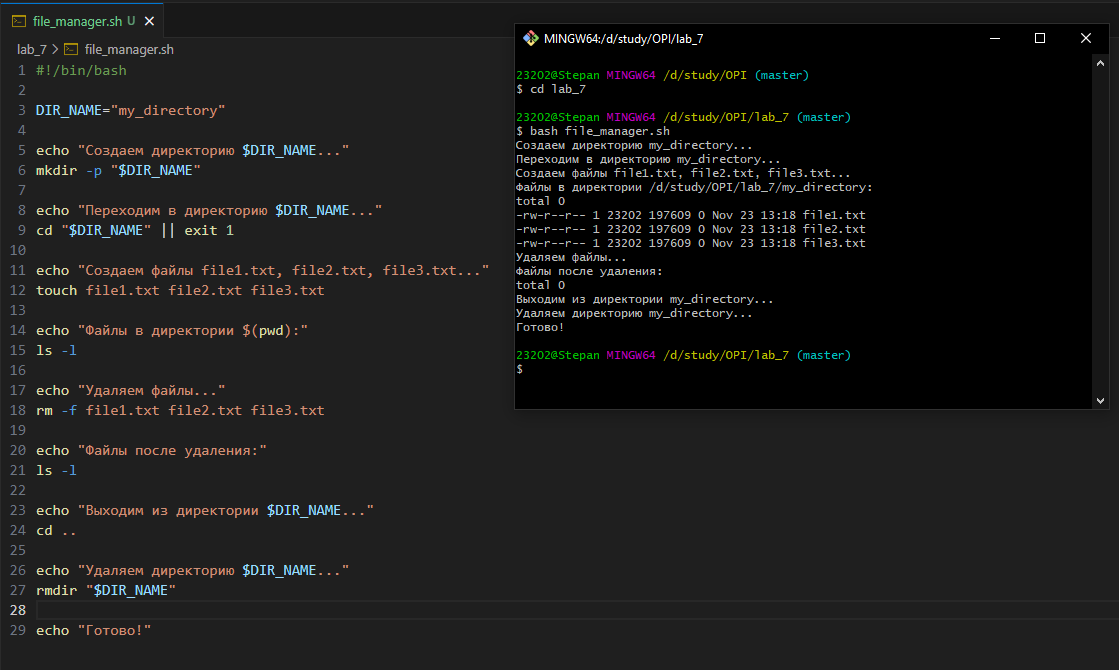 file_manager.sh U
lab_7 > file_manager.sh
1 #!/bin/bash
2
3 DIR_NAME="my_directory"
4
5 echo "Создаем директорию $DIR_NAME..."
6 mkdir -p "$DIR_NAME"
7
8 echo "Переходим в директорию $DIR_NAME..."
9 cd "$DIR_NAME" || exit 1
10
11 echo "Создаем файлы file1.txt, file2.txt, file3.txt..."
12 touch file1.txt file2.txt file3.txt
13
14 echo "Файлы в директории $(pwd):"
15 ls -l
16
17 echo "Удаляем файлы..."
18 rm -f file1.txt file2.txt file3.txt
19
20 echo "Файлы после удаления:"
21 ls -l
22
23 echo "Выходим из директории $DIR_NAME..."
24 cd ..
25
26 echo "Удаляем директорию $DIR_NAME..."
27 rmdir "$DIR_NAME"
28
29 echo "Готово!"
MINGW64:/d/study/OPI/lab_7
23202@Stepan MINGW64 /d/study/OPI (master)
$ cd lab_7
23202@Stepan MINGW64 /d/study/OPI/lab_7 (master)
$ bash file_manager.sh
Создаем директорию my_directory...
Переходим в директорию my_directory...
Создаем файлы file1.txt, file2.txt, file3.txt...
Файлы в директории /d/study/OPI/lab_7/my_directory:
total 0
-rw-r--r-- 1 23202 197609 0 Nov 23 13:18 file1.txt
-rw-r--r-- 1 23202 197609 0 Nov 23 13:18 file2.txt
-rw-r--r-- 1 23202 197609 0 Nov 23 13:18 file3.txt
Удаляем файлы...
Файлы после удаления:
total 0
Выходим из директории my_directory...
Удаляем директорию my_directory...
Готово!
23202@Stepan MINGW64 /d/study/OPI/lab_7 (master)
$